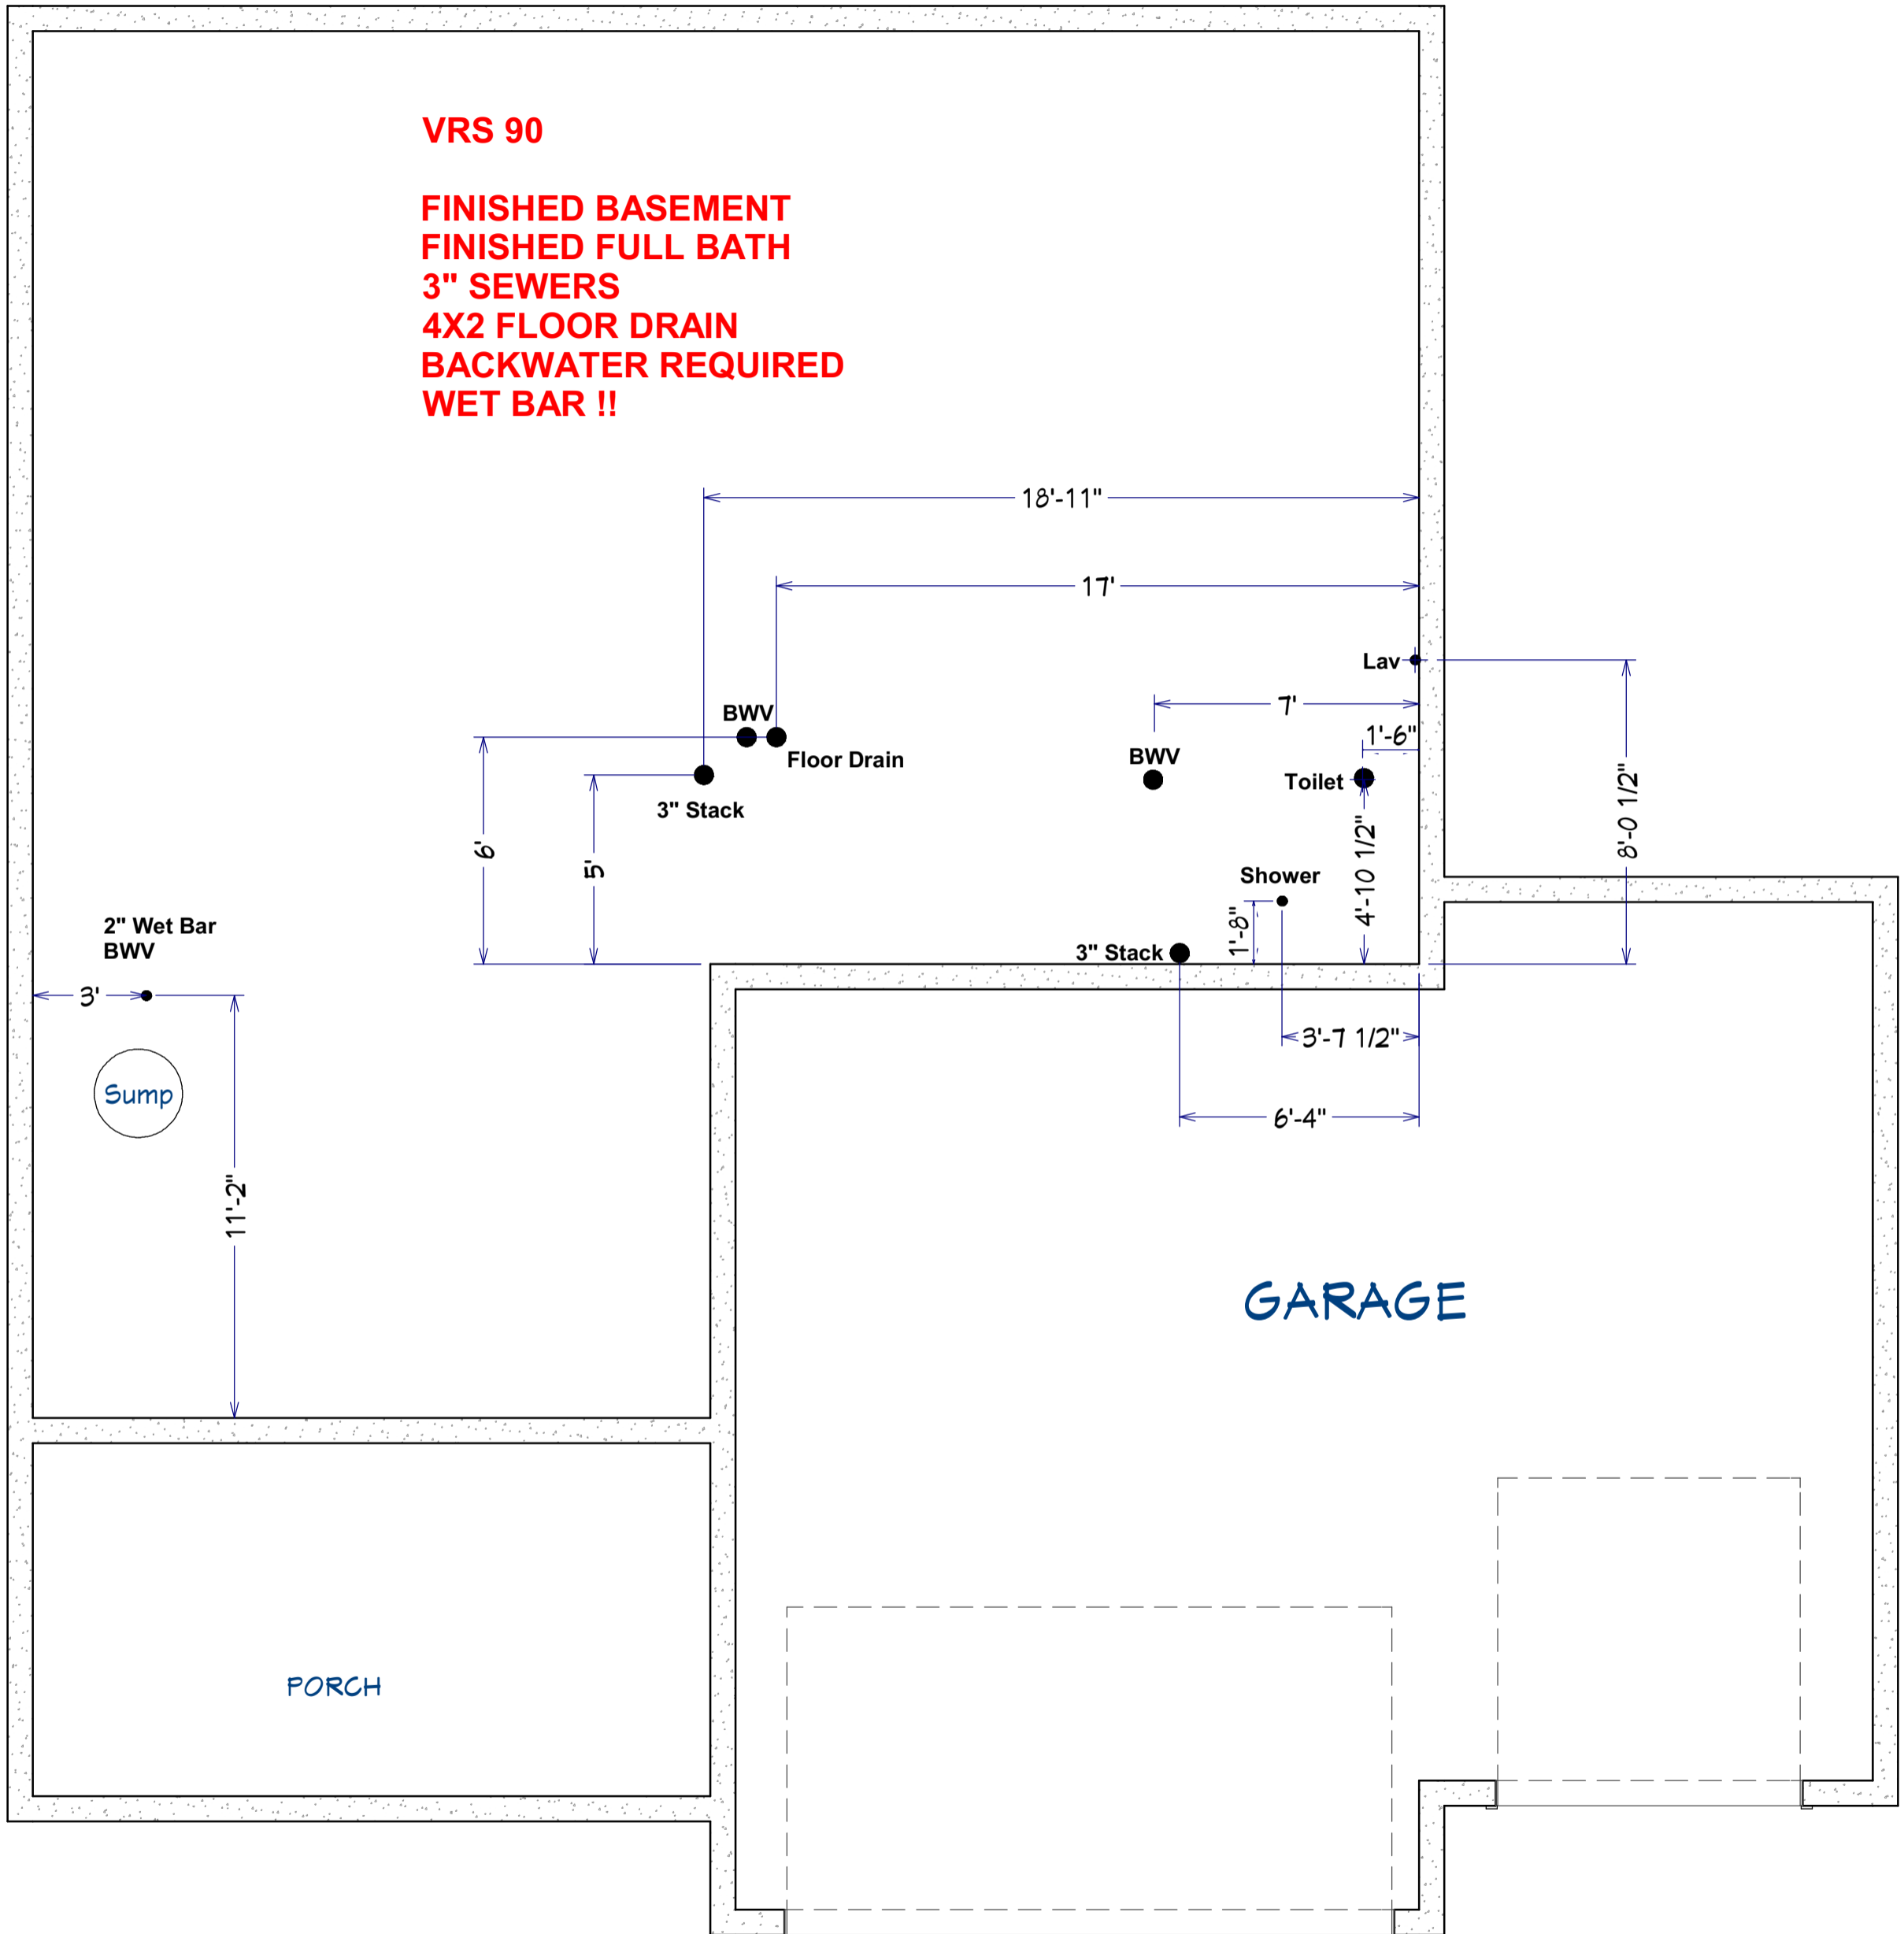 VRS 90
FINISHED BASEMENT
FINISHED FULL BATH
3" SEWERS
4X2 FLOOR DRAIN
BACKWATER REQUIRED
WET BAR !!
18'-11"
17'
Lav
7'
BWV
1'-6"
Floor Drain
BWV
Toilet
3" Stack
8'-0 1/2"
6'
5'
4'-10 1/2"
Shower
1'-8"
2" Wet Bar
BWV
3" Stack
3'
3'-7 1/2"
Sump
6'-4"
11'-2"
GARAGE
PORCH